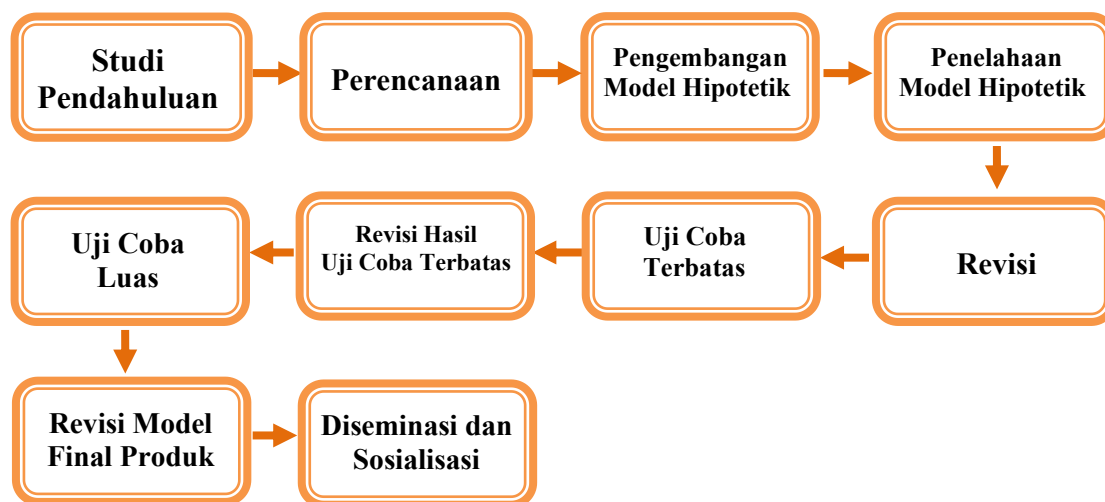 Studi
Pendahuluan
Perencanaan
Pengembangan
Model Hipotetik
Penelahaan
Model Hipotetik
Revisi
Uji Coba
Terbatas
Revisi Hasil
Uji Coba Terbatas
Uji Coba
Luas
Revisi Model
Final Produk
Diseminasi dan
Sosialisasi